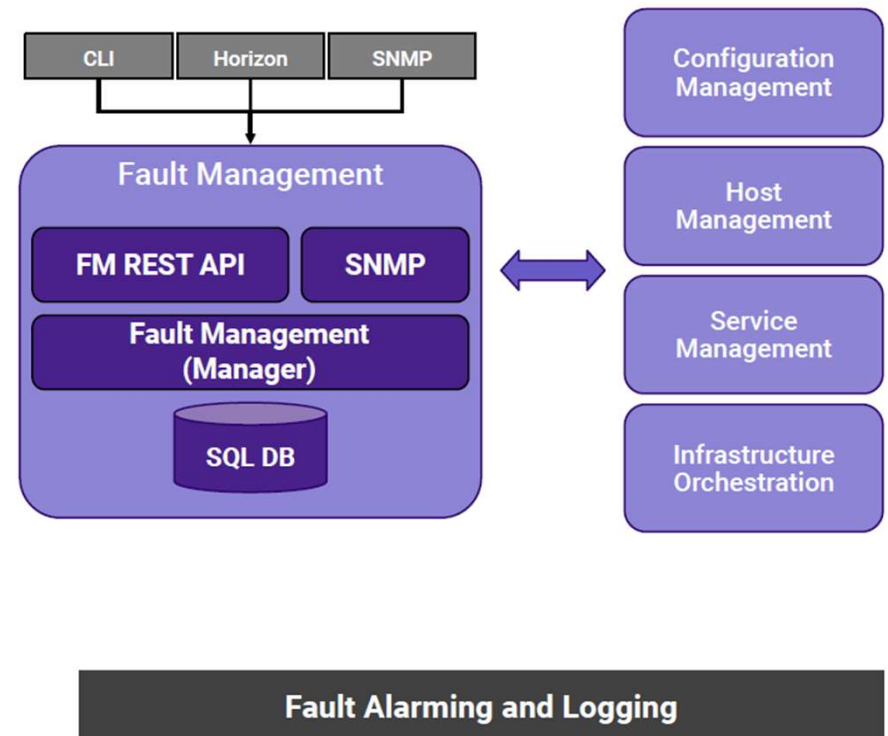 CLI
Horizon
SNMP
Fault Management
FM REST API
SNMP
Fault Management
(Manager)
SQL DB
Configuration
Management
Host
Management
Service
Management
Infrastructure
Orchestration
Fault Alarming and Logging